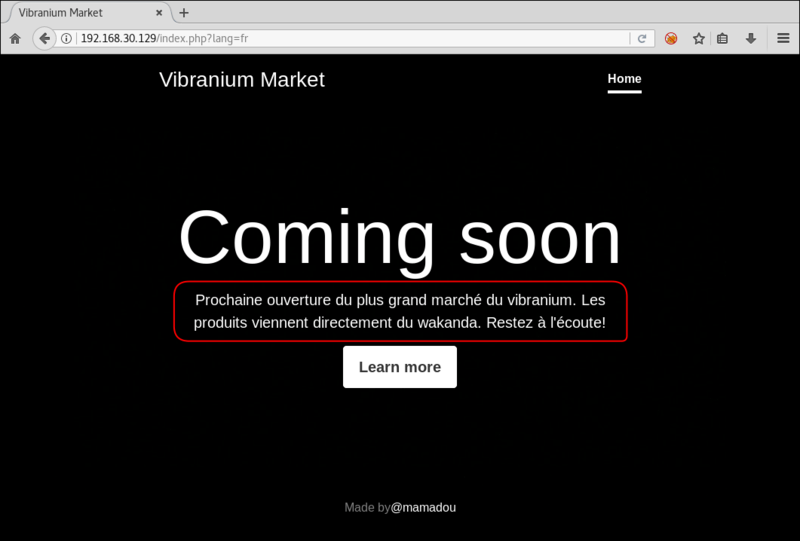 Vibranium Market
192.168.30.129/index.php?lang=fr
Vibranium Market
Home
Coming soon
Prochaine ouverture du plus grand marché du vibranium. Les
produits viennent directement du wakanda. Restez à l'écoute!
Learn more
Made by@mamadou